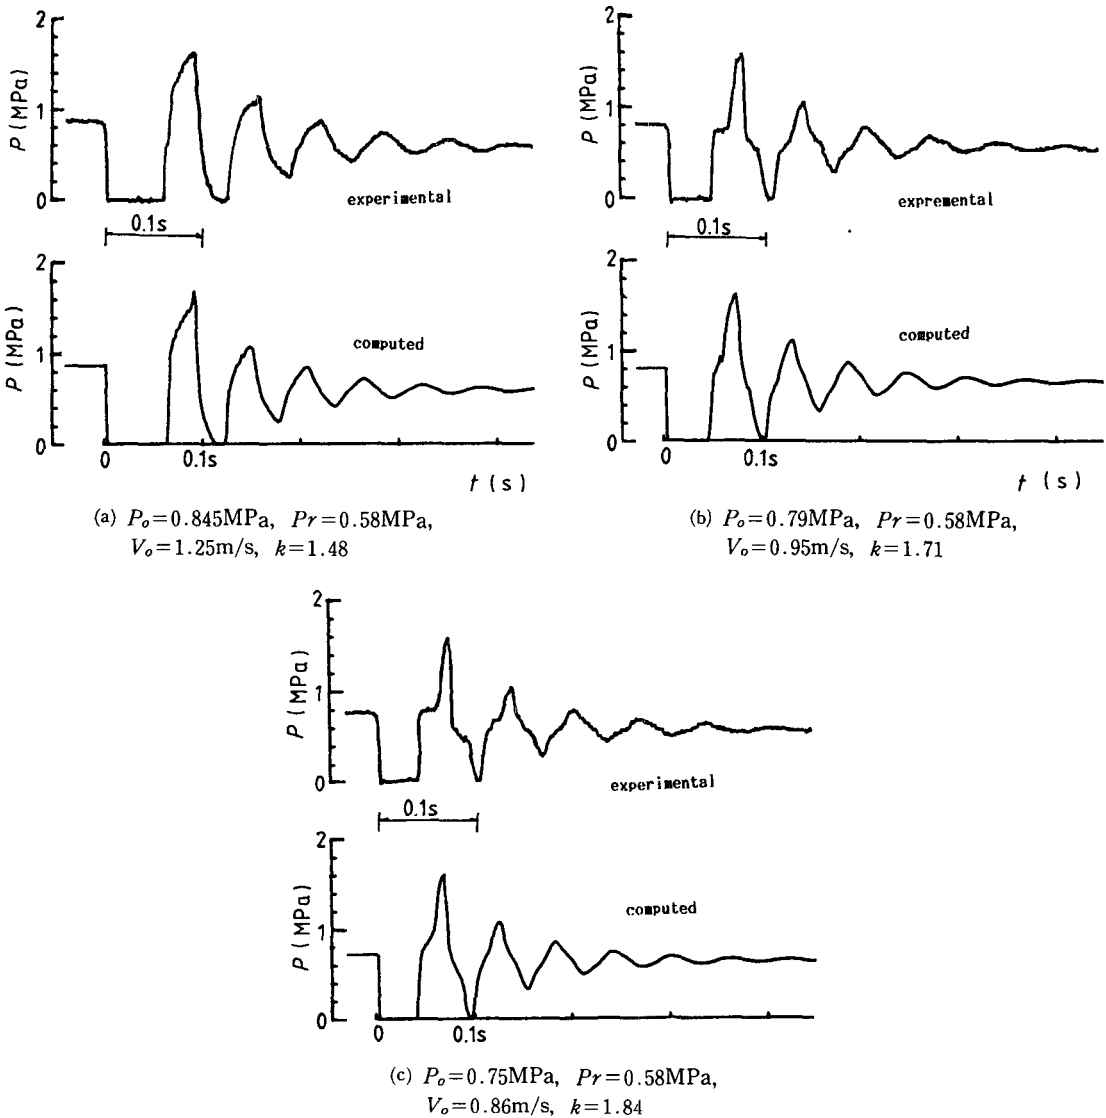 2
P (MPa)
1
0
experimental
0.1s
2
P (MPa)
1
0
computed
0
0.1s
t (s)
(a) Po=0.845MPa, Pr=0.58MPa,
Vo=1.25m/s, k=1.48
2
P (MPa)
1
0
expremental
0.1s
2
P (MPa)
1
0
computed
0
0.1s
t (s)
(b) Po=0.79MPa, Pr=0.58MPa,
Vo=0.95m/s, k=1.71
2
P (MPa)
1
0
experimental
0.1s
2
P (MPa)
1
0
computed
0
0.1s
(c) Po=0.75MPa, Pr=0.58MPa,
Vo=0.86m/s, k=1.84